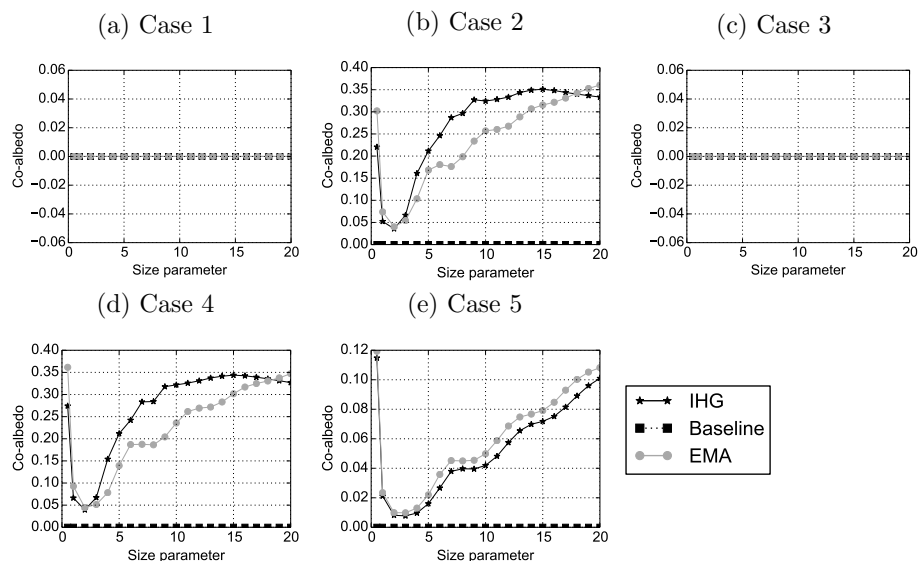 (a) Case 1
(b) Case 2
(c) Case 3
0.06
0.04
0.02
0.00
−0.02
−0.04
−0.06
Co-albedo
0 5 10 15 20
Size parameter
0.40
0.35
0.30
0.25
0.20
0.15
0.10
0.05
0.00
Co-albedo
0 5 10 15 20
Size parameter
0.06
0.04
0.02
0.00
−0.02
−0.04
−0.06
Co-albedo
0 5 10 15 20
Size parameter
(d) Case 4
(e) Case 5
0.40
0.35
0.30
0.25
0.20
0.15
0.10
0.05
0.00
Co-albedo
0 5 10 15 20
Size parameter
0.12
0.10
0.08
0.06
0.04
0.02
0.00
Co-albedo
0 5 10 15 20
Size parameter
IHG
Baseline
EMA